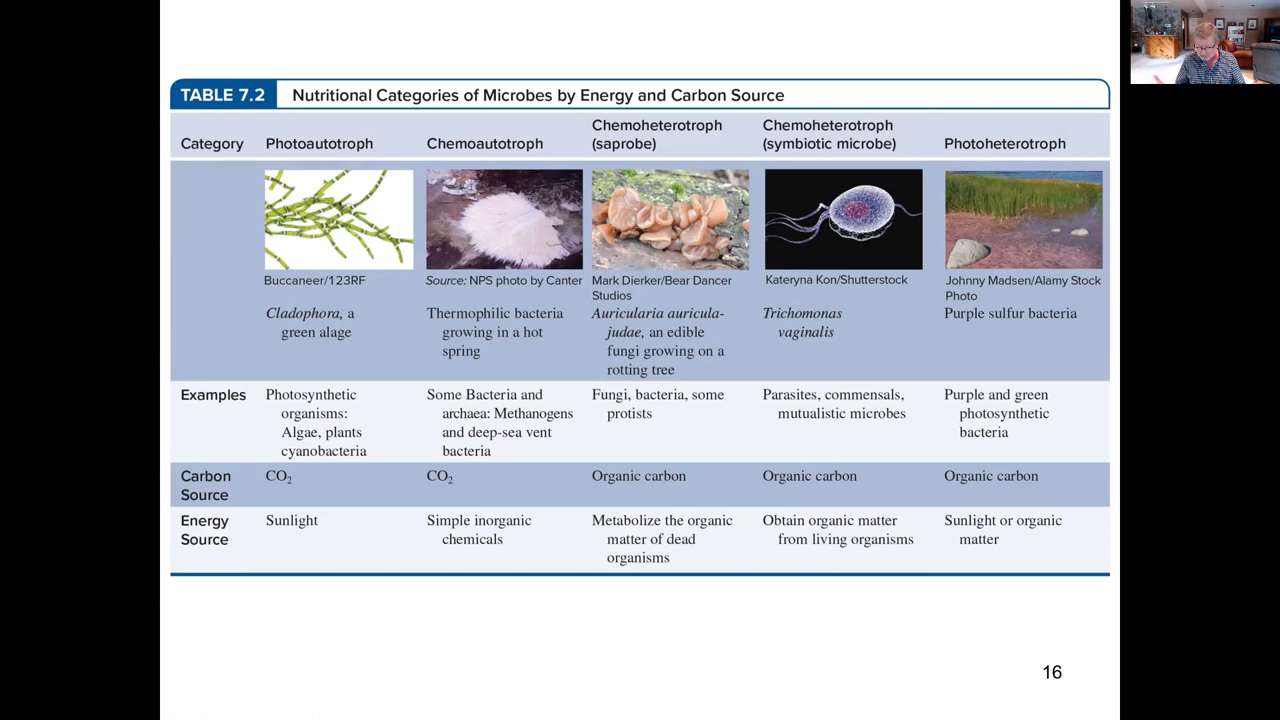 TABLE 7.2 Nutritional Categories of Microbes by Energy and Carbon Source
Category
Photoautotroph
Chemoautotroph
Chemoheterotroph
(saprobe)
Chemoheterotroph
(symbiotic microbe)
Photoheterotroph
Buccaneer/123RF
Cladophora, a
green alage
Source: NPS photo by Canter
Thermophilic bacteria
growing in a hot
spring
Mark Dierker/Bear Dancer
Studios
Auricularia auricula-
judae, an edible
fungi growing on a
rotting tree
Kateryna Kon/Shutterstock
Trichomonas
vaginalis
Johnny Madsen/Alamy Stock
Photo
Purple sulfur bacteria
Examples
Photosynthetic
organisms:
Algae, plants
cyanobacteria
Some Bacteria and
archaea: Methanogens
and deep-sea vent
bacteria
Fungi, bacteria, some
protists
Parasites, commensals,
mutualistic microbes
Purple and green
photosynthetic
bacteria
Carbon
Source
CO₂
CO₂
Organic carbon
Organic carbon
Organic carbon
Energy
Source
Sunlight
Simple inorganic
chemicals
Metabolize the organic
matter of dead
organisms
Obtain organic matter
from living organisms
Sunlight or organic
matter
16